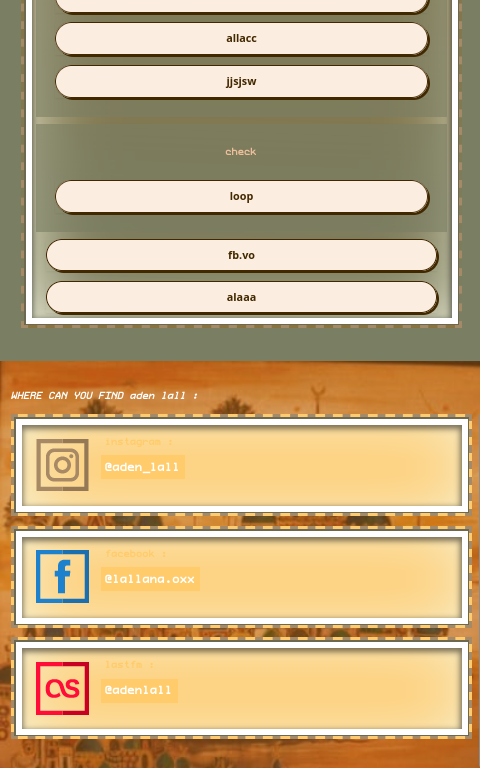 allacc
jjsjsw
check
loop
fb.vo
alaaa
WHERE CAN YOU FIND aden lall :
instagram :
@aden_lall
facebook :
@lallana.oxx
lastfm :
@adenlall